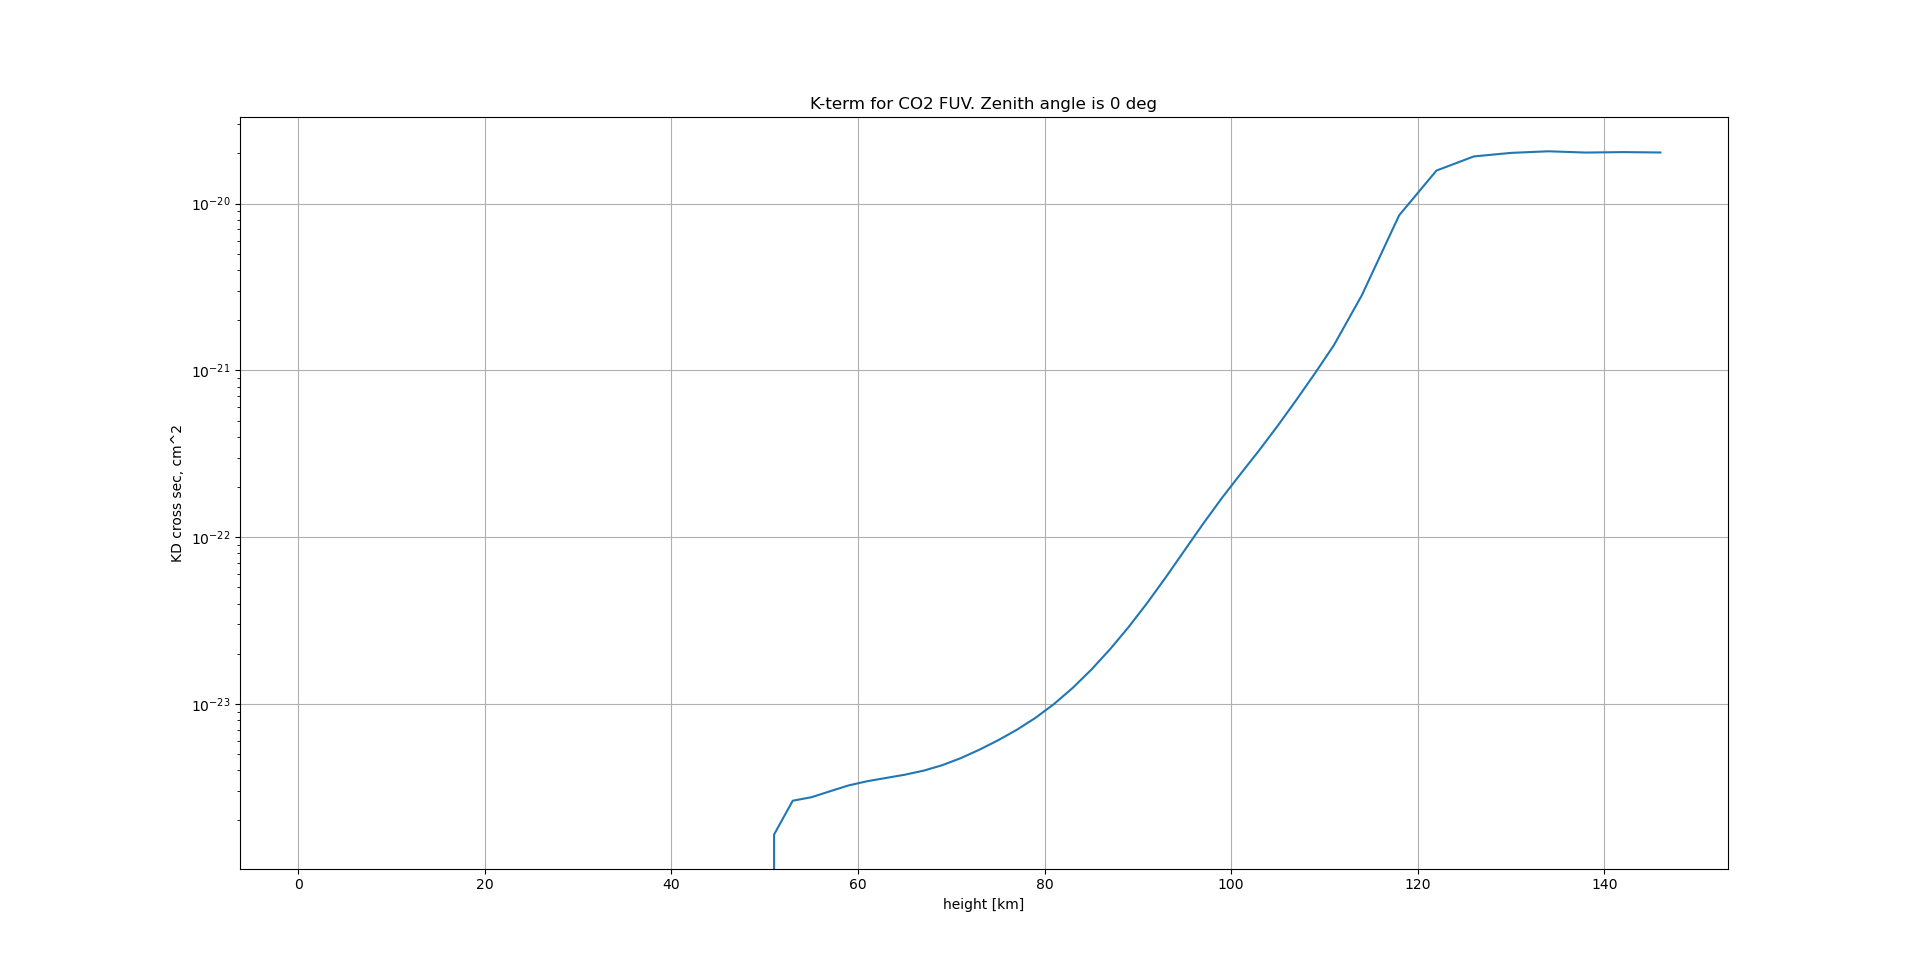 K-term for CO2 FUV. Zenith angle is 0 deg
10⁻²⁰
10⁻²¹
10⁻²²
10⁻²³
KD cross sec, cm^2
0 20 40 60 80 100 120 140
height [km]